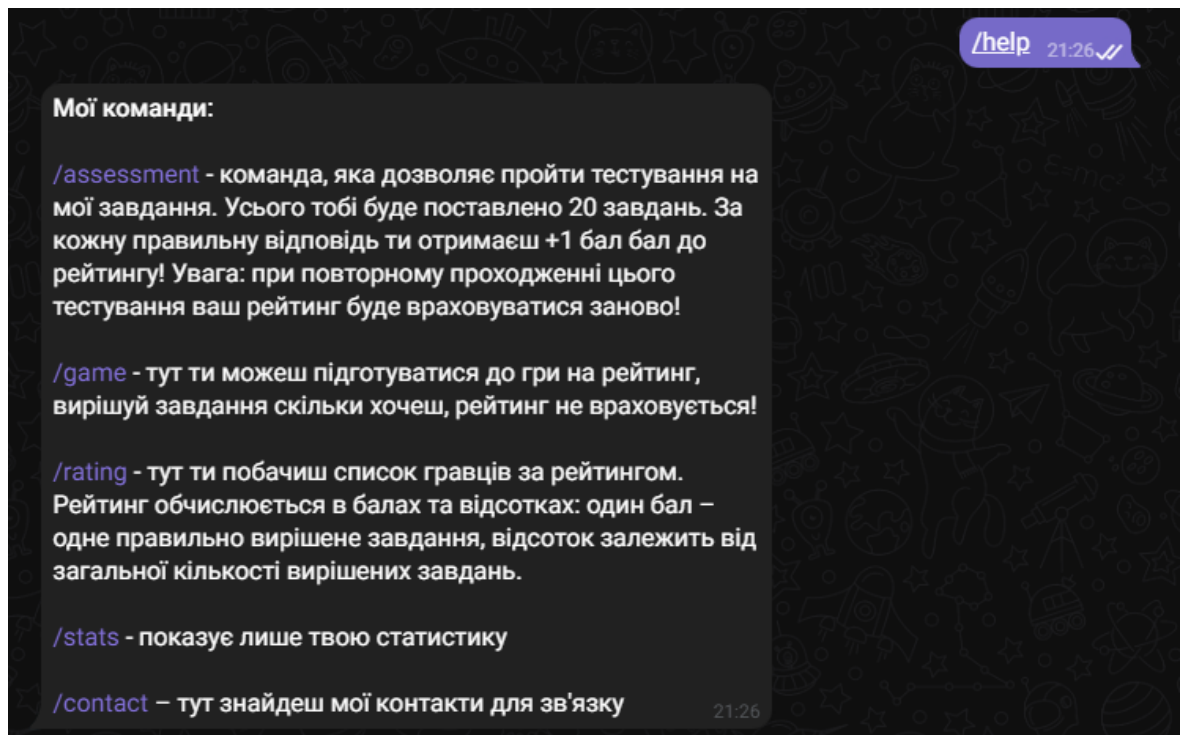 /help 21:26
Мої команди:
/assessment - команда, яка дозволяє пройти тестування на
мої завдання. Усього тобі буде поставлено 20 завдань. За
кожну правильну відповідь ти отримаєш +1 бал бал до
рейтингу! Увага: при повторному проходженні цього
тестування ваш рейтинг буде враховуватися заново!
/game - тут ти можеш підготуватися до гри на рейтинг,
вирішуй завдання скільки хочеш, рейтинг не враховується!
/rating - тут ти побачиш список гравців за рейтингом.
Рейтинг обчислюється в балах та відсотках: один бал –
одне правильно вирішене завдання, відсоток залежить від
загальної кількості вирішених завдань.
/stats - показує лише твою статистику
/contact – тут знайдеш мої контакти для зв'язку
21:26